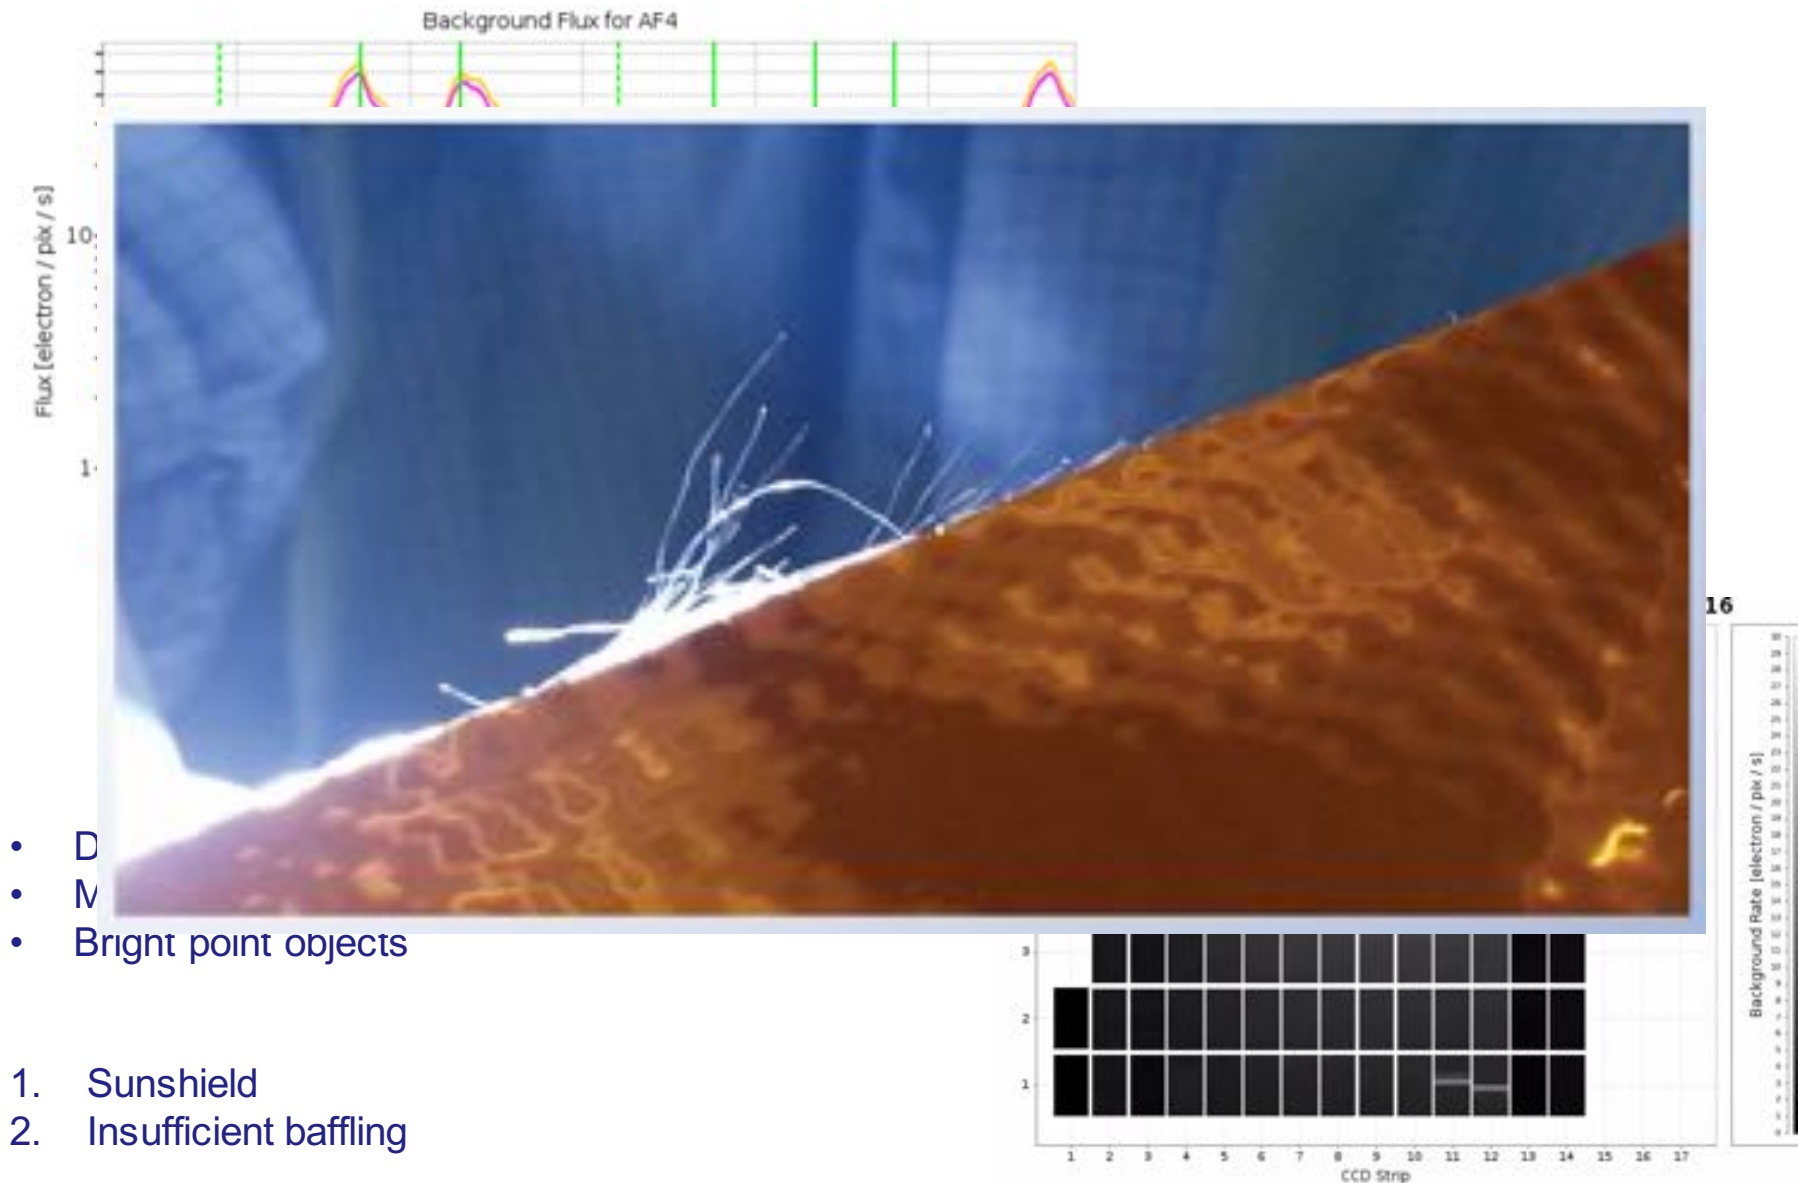 Background Flux for AF4
Flux [electron / pix / s]
10
1
16
• D
• M
• Bright point objects
1. Sunshield
2. Insufficient baffling
3
2
1
1 2 3 4 5 6 7 8 9 10 11 12 13 14 15 16 17
CCD Strip
Background Rate [electron / pix / s]